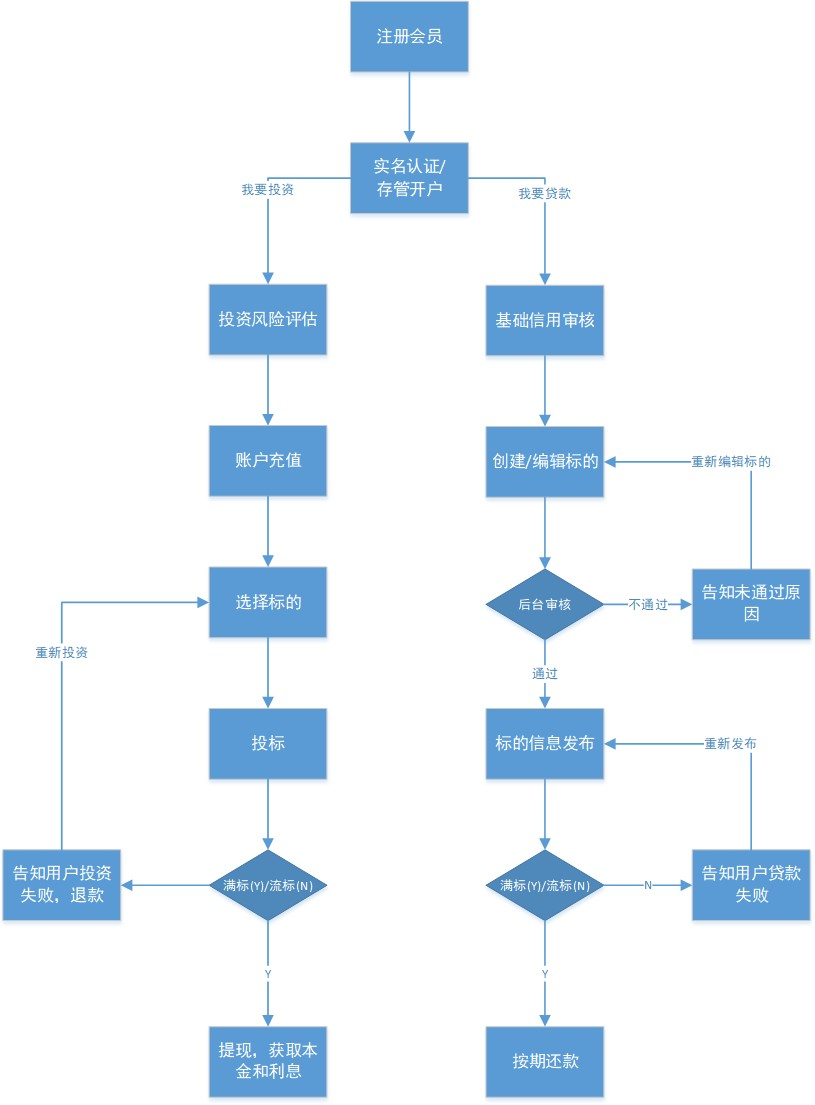 注册会员
实名认证/
存管开户
我要投资
我要贷款
投资风险评估
基础信用审核
账户充值
创建/编辑标的
重新编辑标的
选择标的
后台审核
不通过
告知未通过原
因
重新投资
通过
投标
标的信息发布
重新发布
告知用户投资
失败，退款
满标(Y)/流标(N)
满标(Y)/流标(N)
N
告知用户贷款
失败
Y
Y
提现，获取本
金和利息
按期还款